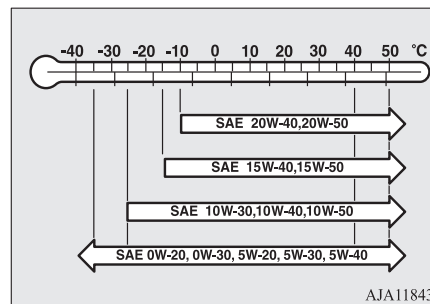 -40 -30 -20 -10 0 10 20 30 40 50 °C
SAE 20W-40,20W-50
SAE 15W-40,15W-50
SAE 10W-30,10W-40,10W-50
SAE 0W-20, 0W-30, 5W-20, 5W-30, 5W-40
AJA11843